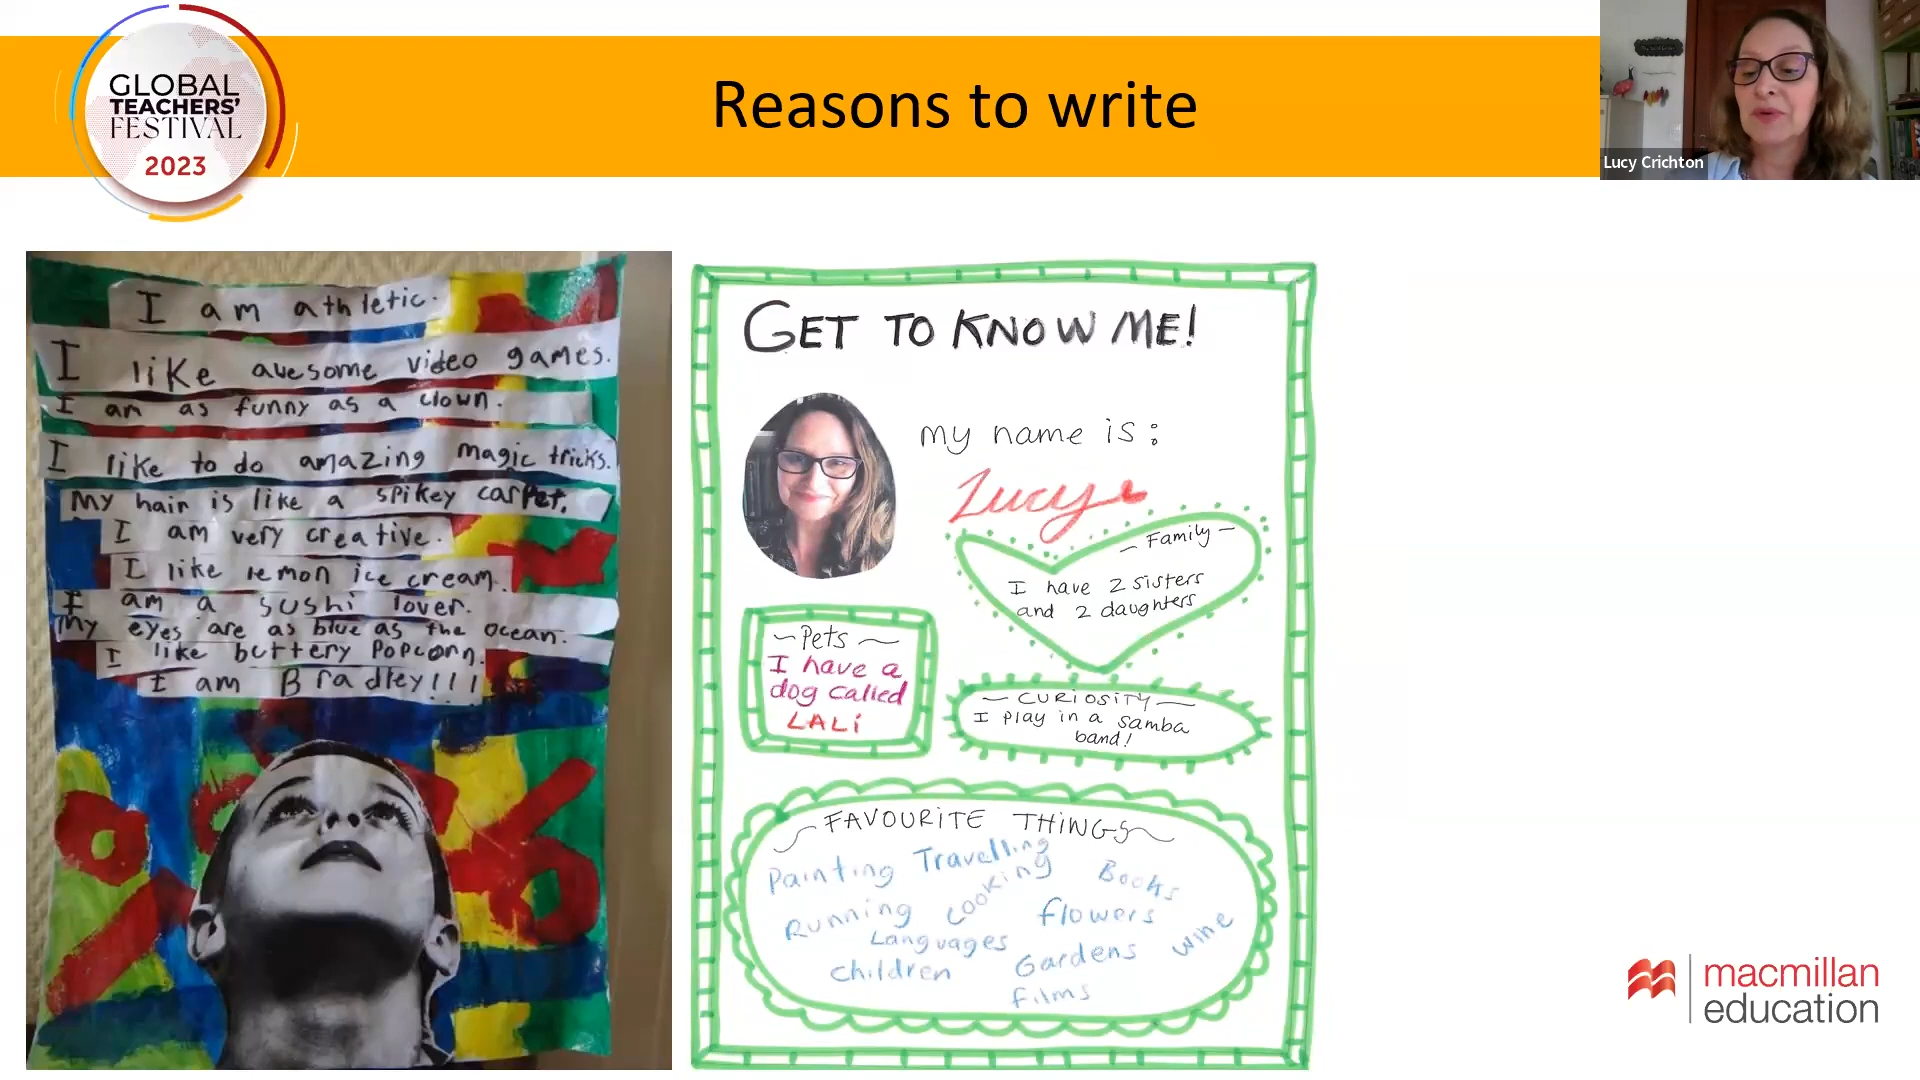 GLOBAL
TEACHERS'
FESTIVAL
2023
Reasons to write
Lucy Crichton
I am athletic.
I like awesome video games.
I am as funny as a clown.
I like to do amazing magic tricks.
My hair is like a spikey carpet.
I am very creative.
I like lemon ice cream.
I am a sushi lover.
My eyes are as blue as the ocean.
I like buttery popcorn.
I am Bradley!!!
GET TO KNOW ME!
my name is:
Lucy
- Family -
I have 2 sisters
and 2 daughters
~ Pets ~
I have a
dog called
LALi
- CURiOSiTY -
I play in a samba
band!
FAVOURITE THINGS
Painting Travelling
Cooking Books
Running flowers
Languages wine
children Gardens
films
macmillan
education